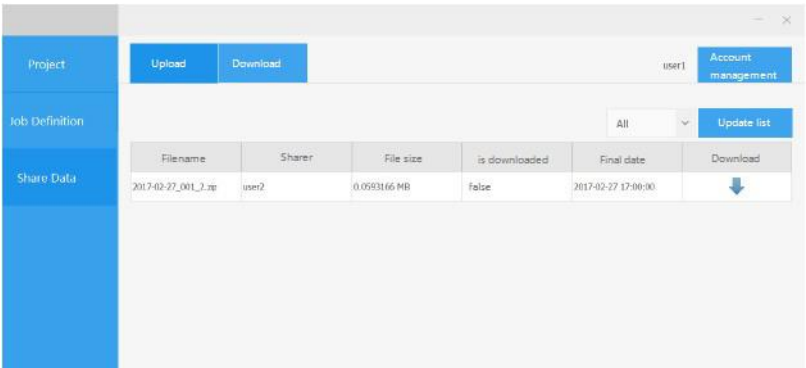 Project
Job Definition
Share Data
Upload Download
user1
Account
management
All
Update list
Filename Sharer File size is downloaded Final date Download
2017-02-27_001_2.zip user2 0.0593166 MB False 2017-02-27 17:00:00